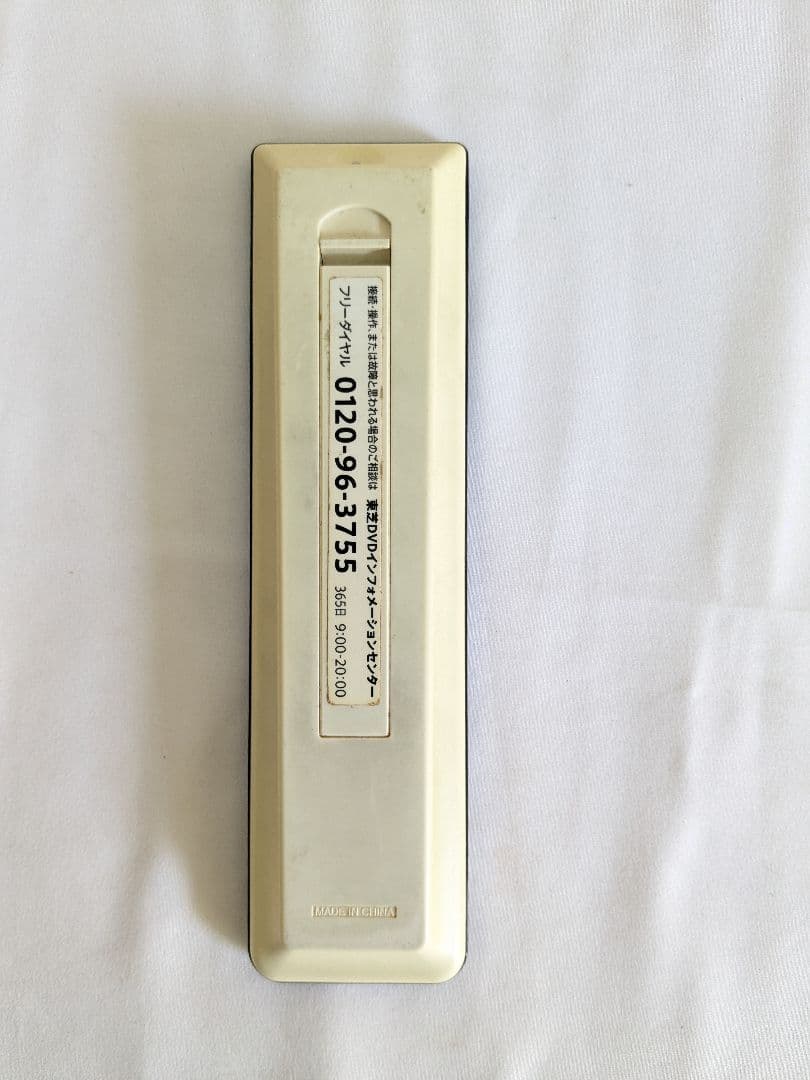 接続・操作、または故障と思われる場合のご相談は 東芝DVDインフォメーションセンター
フリーダイヤル 0120-96-3755 365日 9:00-20:00
MADE IN CHINA